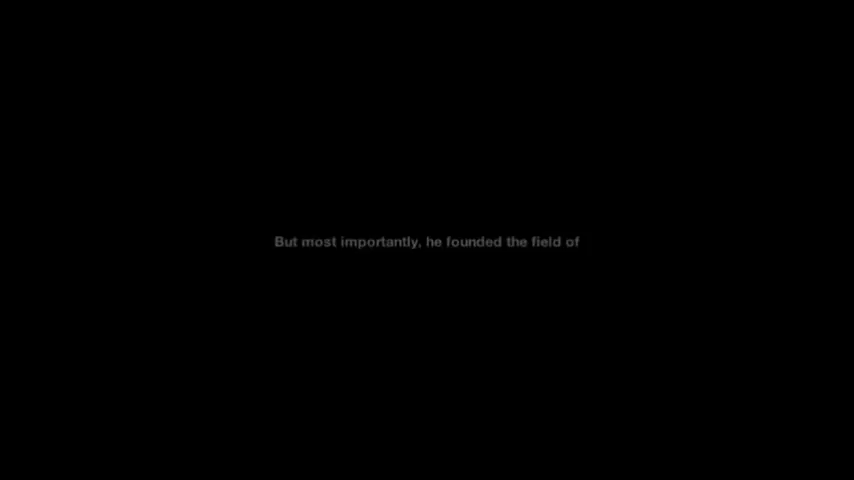 But most importantly, he founded the field of